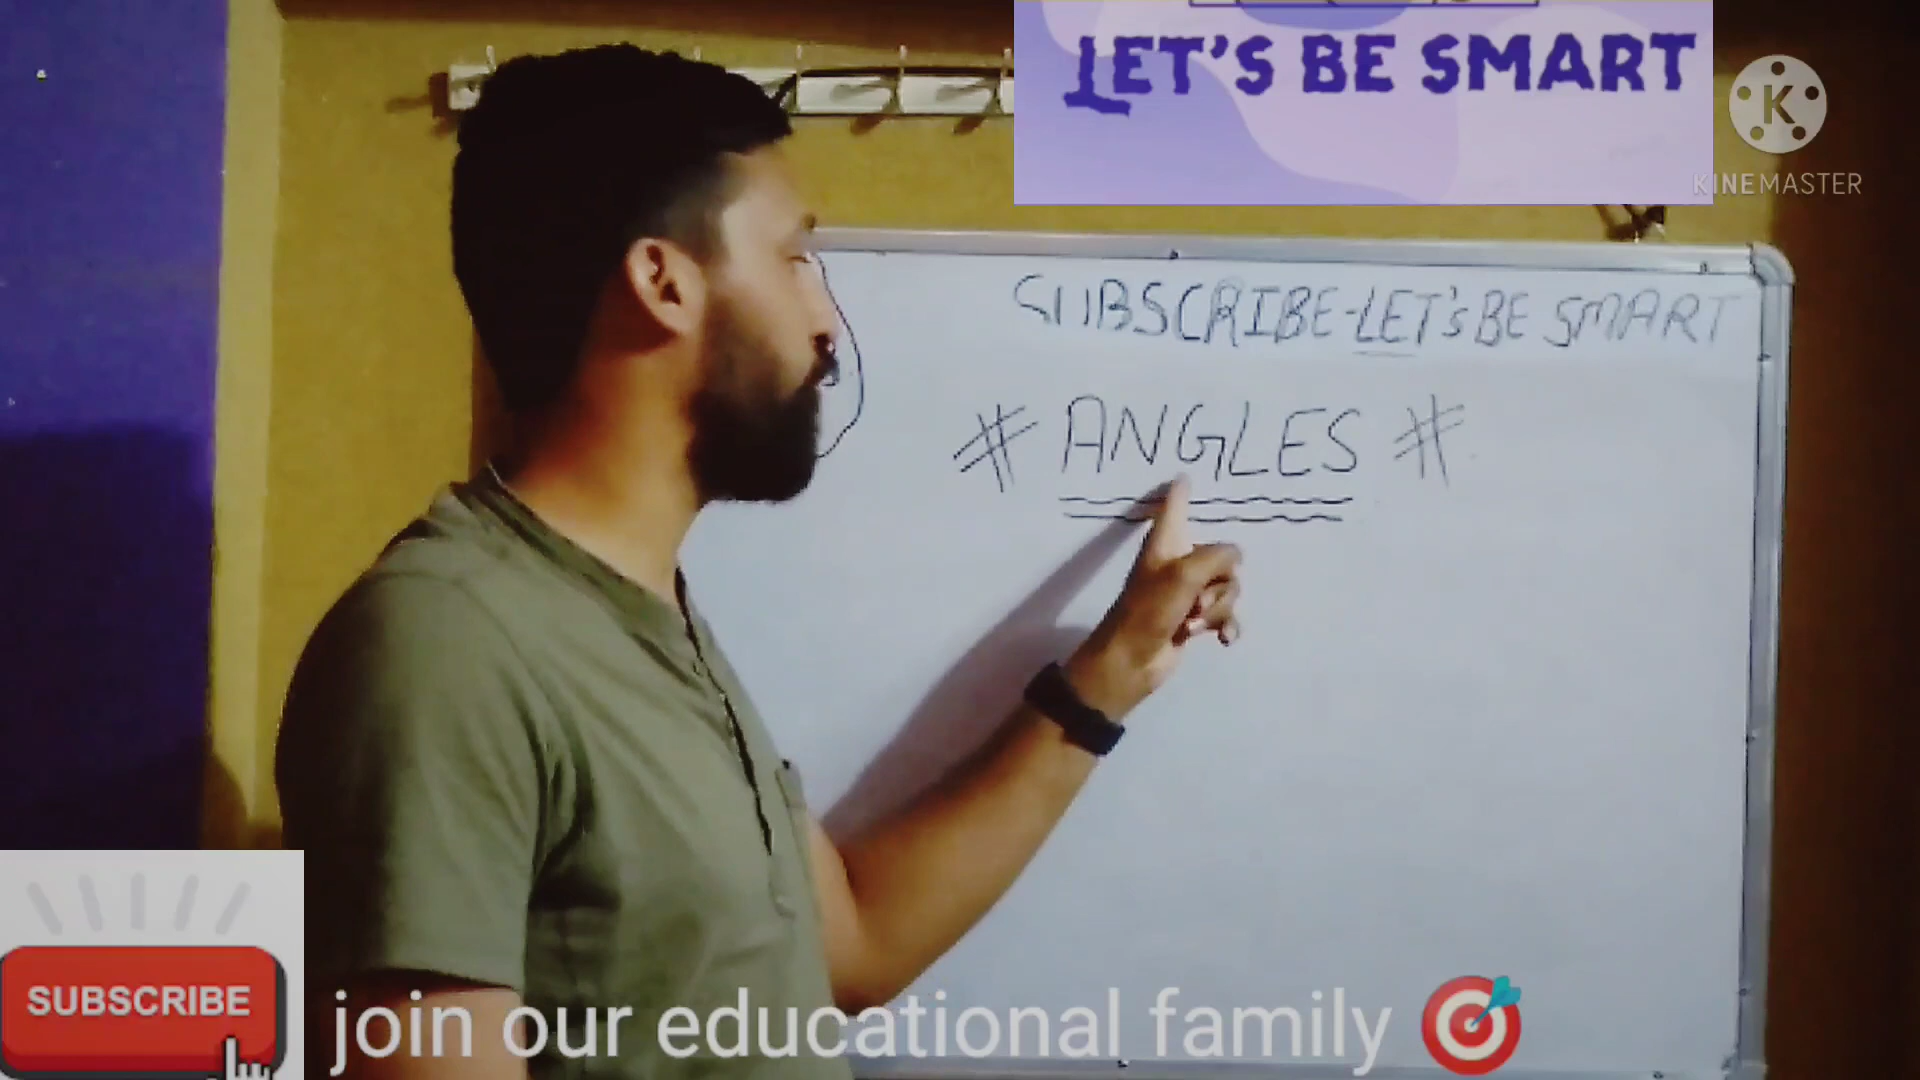 LET'S BE SMART
K
KINEMASTER
SUBSCRIBE-LET'S BE SMART
# ANGLES #
SUBSCRIBE
join our educational family 🎯